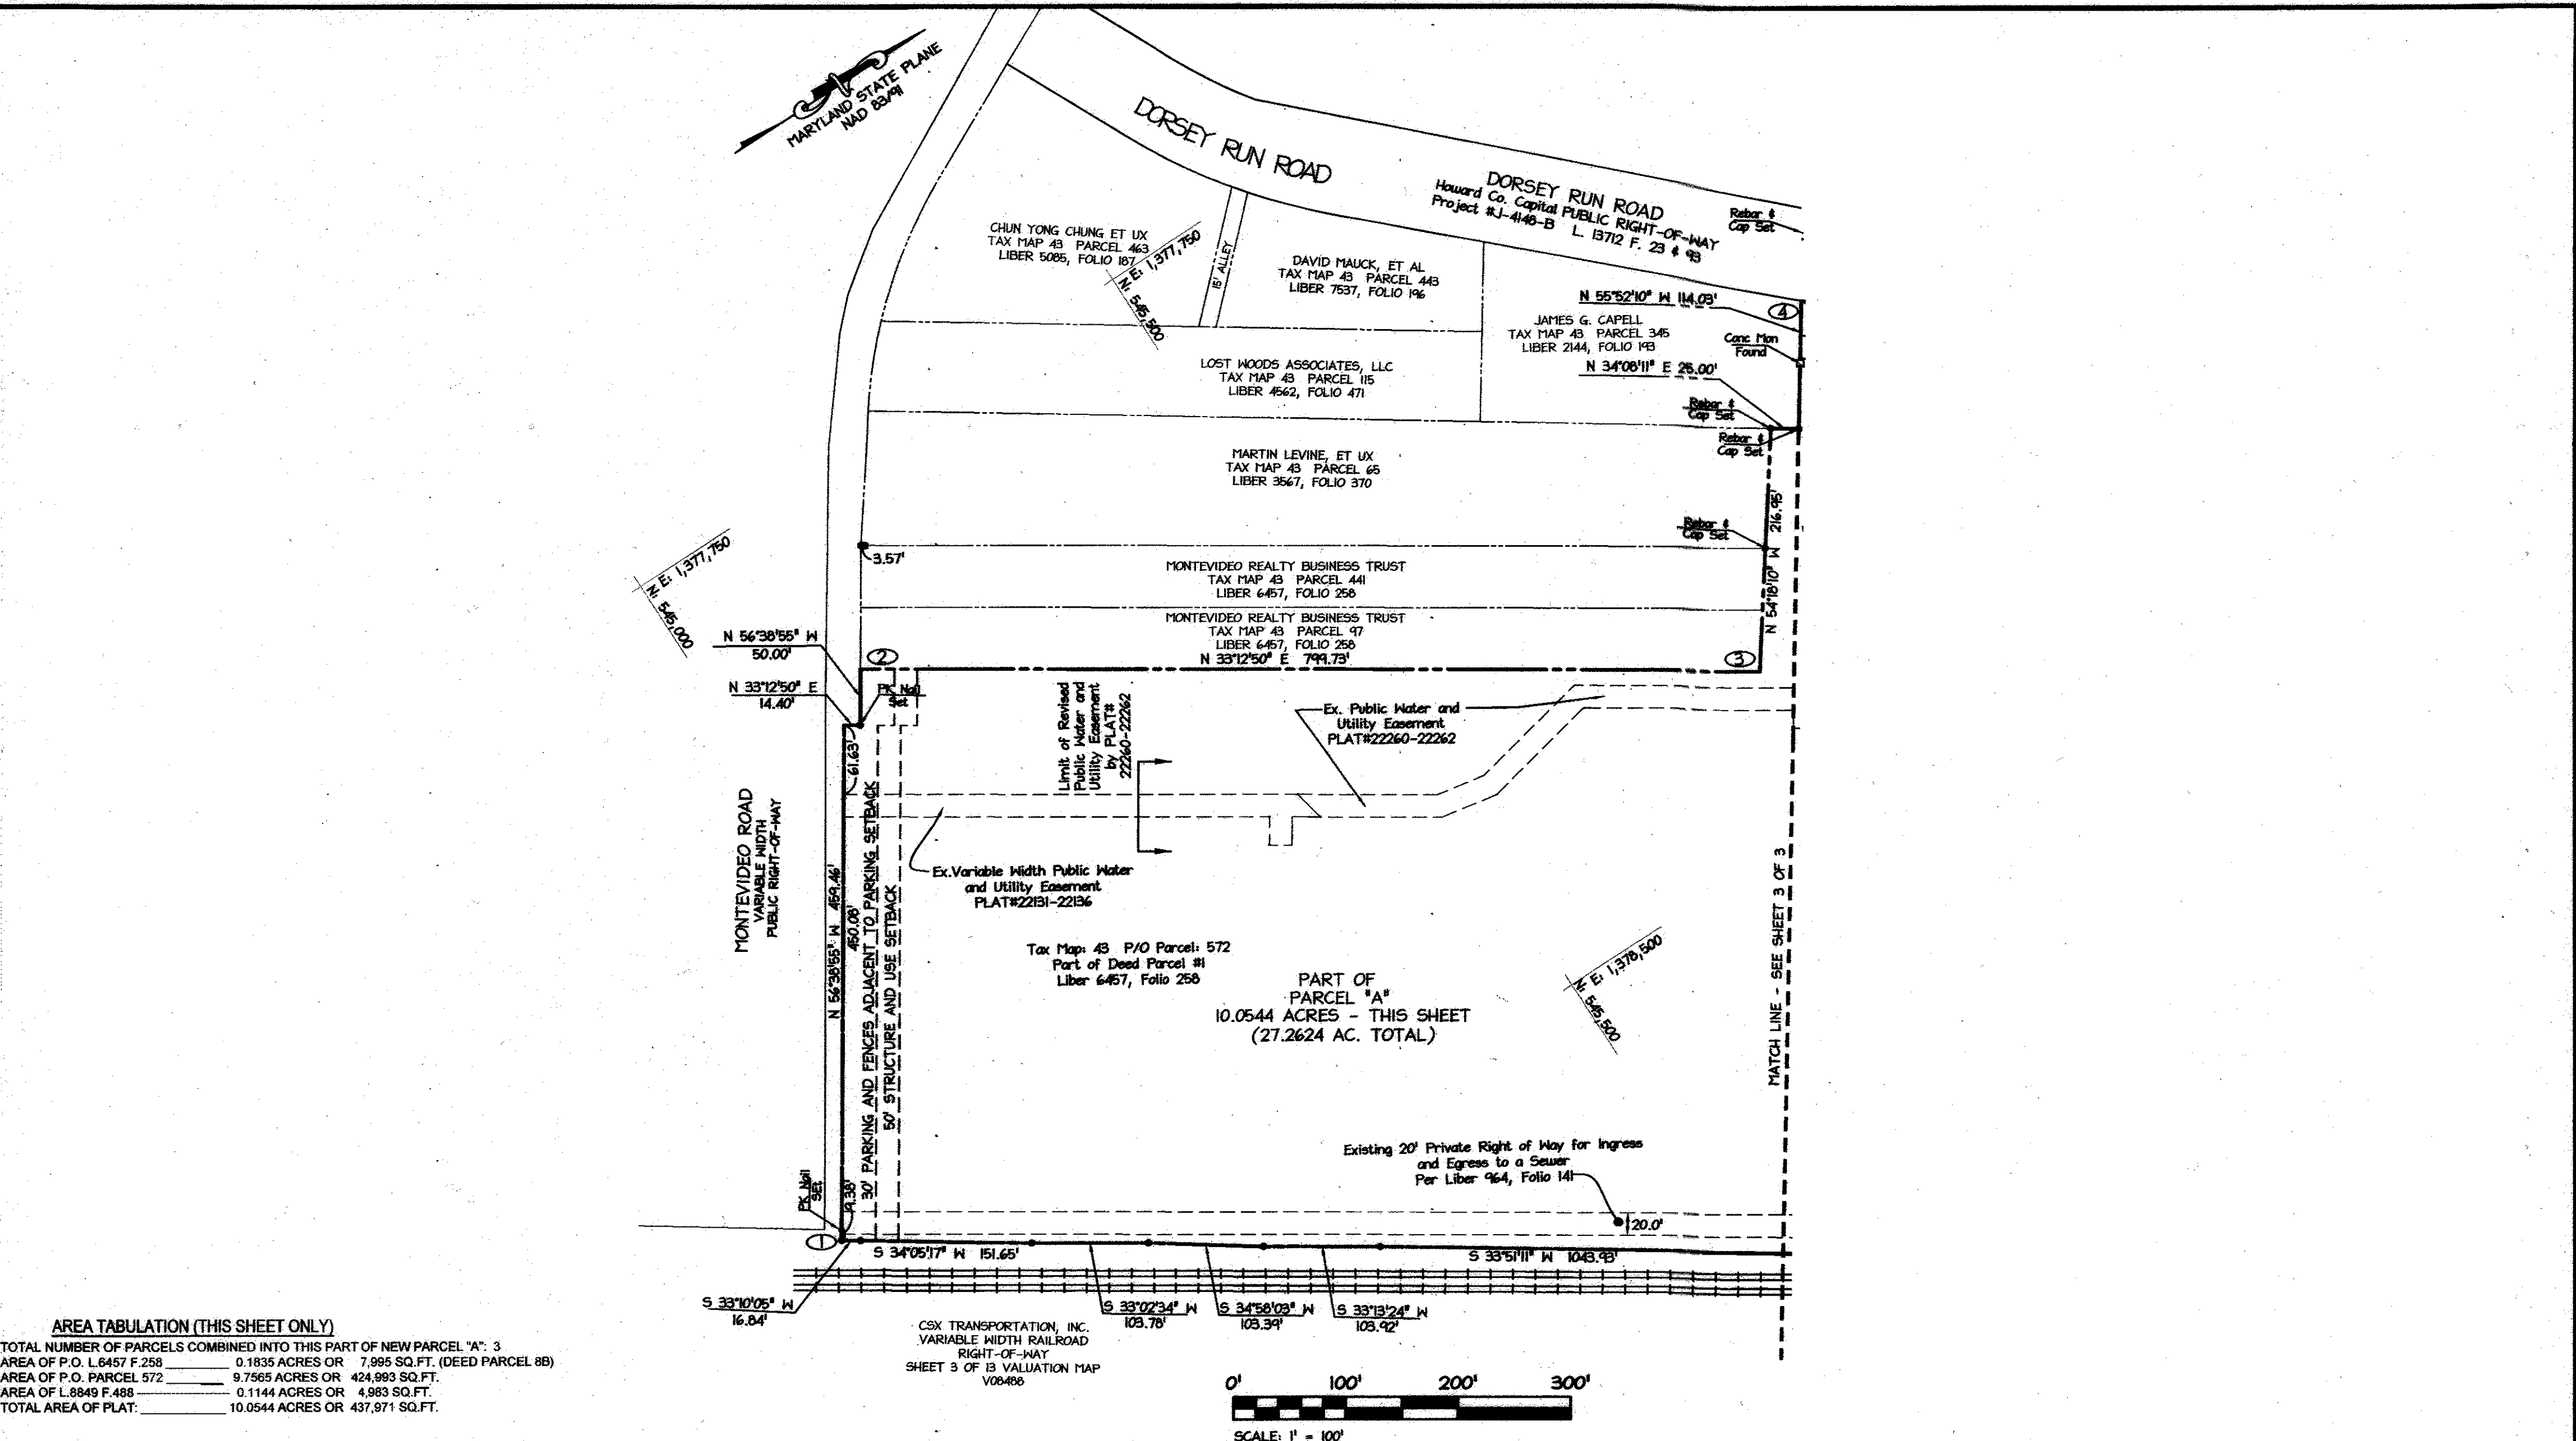 MARYLAND STATE PLANE
NAD 83/91
DORSEY RUN ROAD
DORSEY RUN ROAD
Howard Co. Capital PUBLIC RIGHT-OF-WAY
Project #J-4148-B L. 13712 F. 23 & 93
Rebar &
Cap Set
CHUN YONG CHUNG ET UX
TAX MAP 43 PARCEL 463
LIBER 5085, FOLIO 187
E: 1,377,750
N: 545,500
15' ALLEY
DAVID MAUCK, ET AL
TAX MAP 43 PARCEL 443
LIBER 7537, FOLIO 196
N 55°52'10" W 114.03'
4
JAMES G. CAPELL
TAX MAP 43 PARCEL 345
LIBER 2144, FOLIO 193
Conc Mon
Found
N 34°08'11" E 25.00'
LOST WOODS ASSOCIATES, LLC
TAX MAP 43 PARCEL 115
LIBER 4562, FOLIO 471
Rebar &
Cap Set
Rebar &
Cap Set
MARTIN LEVINE, ET UX
TAX MAP 43 PARCEL 65
LIBER 3567, FOLIO 370
Rebar &
Cap Set
N 54°18'10" W 216.95'
3.57'
E: 1,377,750
N: 545,000
MONTEVIDEO REALTY BUSINESS TRUST
TAX MAP 43 PARCEL 441
LIBER 6457, FOLIO 258
MONTEVIDEO REALTY BUSINESS TRUST
TAX MAP 43 PARCEL 97
LIBER 6457, FOLIO 258
N 33°12'50" E 799.73'
N 56°38'55" W
50.00'
2
3
N 33°12'50" E
14.40'
PK Nail
Set
Limit of Revised
Public Water and
Utility Easement
by PLAT#
22260-22262
Ex. Public Water and
Utility Easement
PLAT#22260-22262
61.63'
MONTEVIDEO ROAD
VARIABLE WIDTH
PUBLIC RIGHT-OF-WAY
N 56°38'55" W 459.46'
450.08'
30' PARKING AND FENCES ADJACENT TO PARKING SETBACK
50' STRUCTURE AND USE SETBACK
Ex.Variable Width Public Water
and Utility Easement
PLAT#22131-22136
Tax Map: 43 P/O Parcel: 572
Part of Deed Parcel #1
Liber 6457, Folio 258
PART OF
PARCEL "A"
10.0544 ACRES - THIS SHEET
(27.2624 AC. TOTAL)
E: 1,378,500
N: 545,500
MATCH LINE - SEE SHEET 3 OF 3
Existing 20' Private Right of Way for Ingress
and Egress to a Sewer
Per Liber 964, Folio 141
20.0'
PK Nail
SET
9.38'
1
S 34°05'17" W 151.65'
S 33°51'11" W 1043.93'
S 33°10'05" W
16.84'
S 33°02'34" W
103.78'
S 34°58'03" W
103.39'
S 33°13'24" W
103.92'
CSX TRANSPORTATION, INC.
VARIABLE WIDTH RAILROAD
RIGHT-OF-WAY
SHEET 3 OF 13 VALUATION MAP
V08488
AREA TABULATION (THIS SHEET ONLY)
TOTAL NUMBER OF PARCELS COMBINED INTO THIS PART OF NEW PARCEL "A": 3
AREA OF P.O. L.6457 F.258 0.1835 ACRES OR 7,995 SQ.FT. (DEED PARCEL 8B)
AREA OF P.O. PARCEL 572 9.7565 ACRES OR 424,993 SQ.FT.
AREA OF L.8849 F.488 0.1144 ACRES OR 4,983 SQ.FT.
TOTAL AREA OF PLAT: 10.0544 ACRES OR 437,971 SQ.FT.
0' 100' 200' 300'
SCALE: 1" = 100'